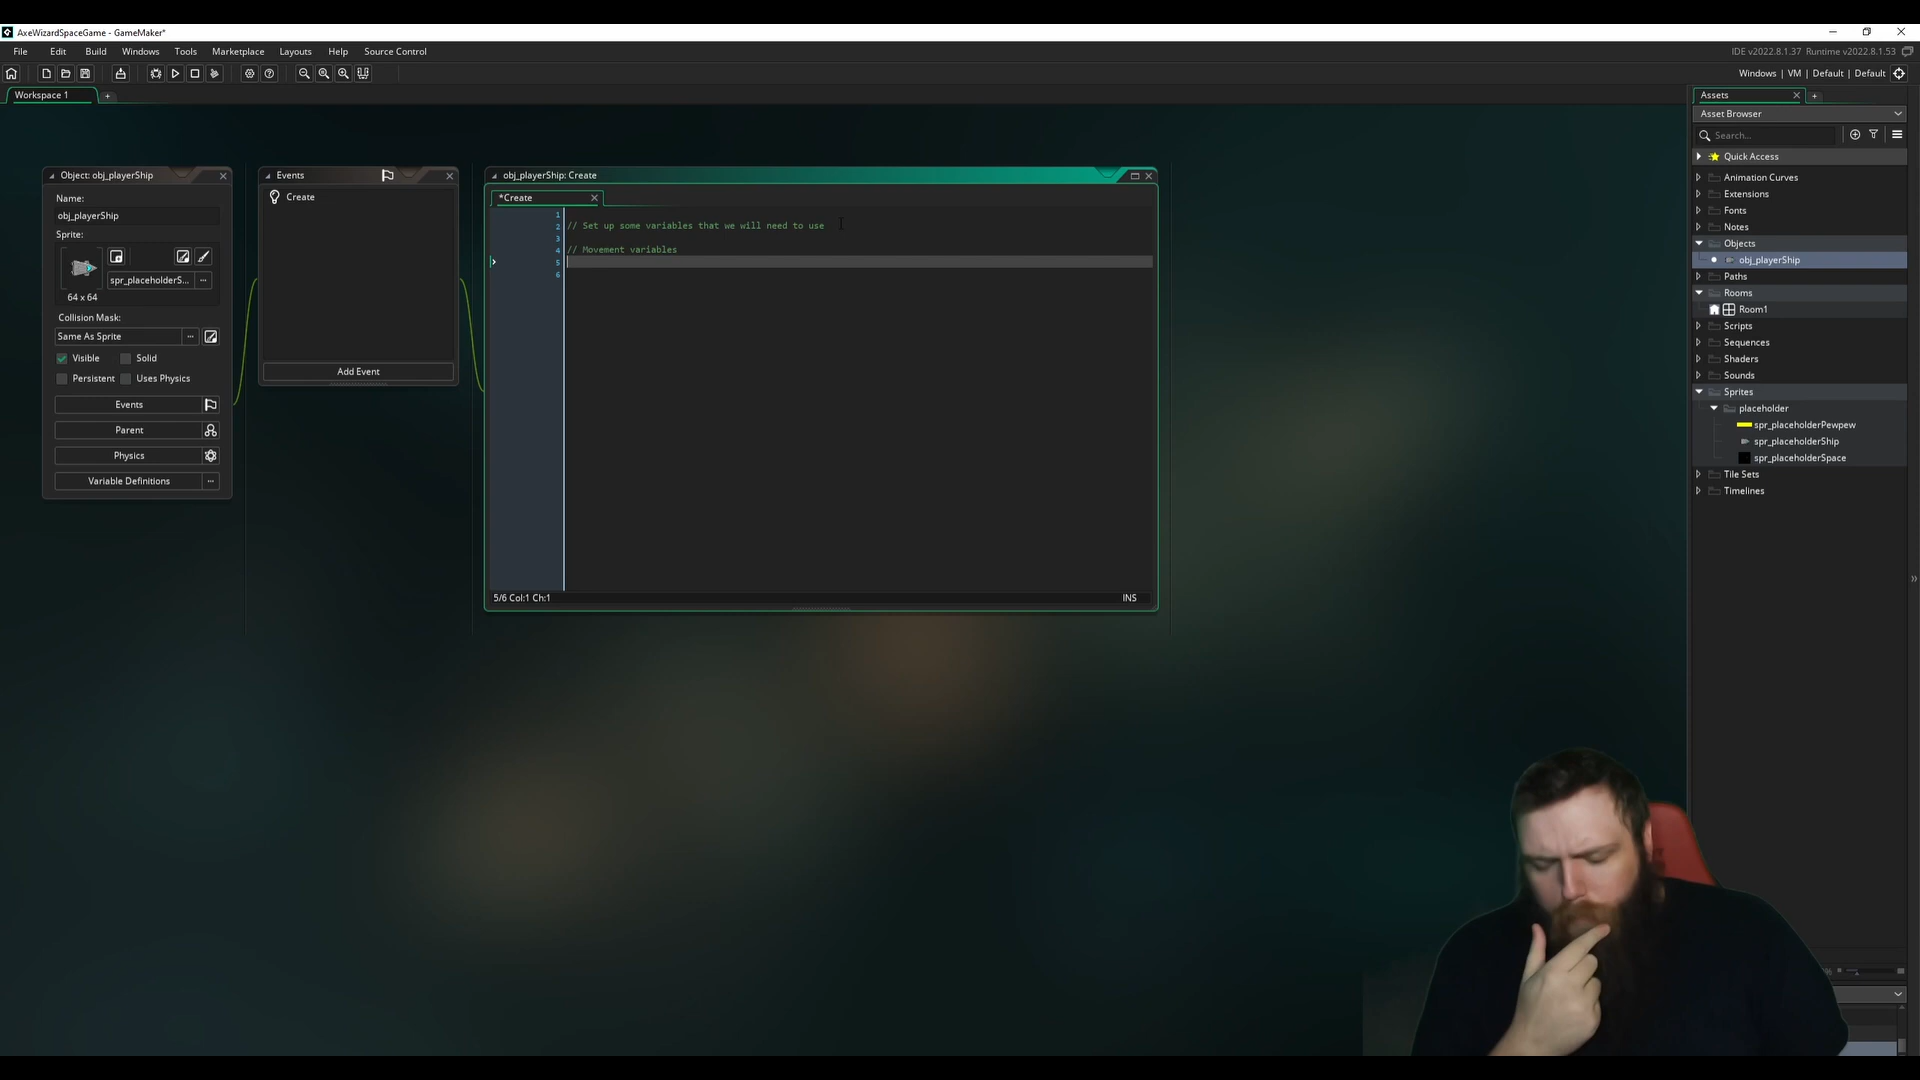 AxeWizardSpaceGame - GameMaker*
File Edit Build Windows Tools Marketplace Layouts Help Source Control
IDE v2022.8.1.37 Runtime v2022.8.1.53
Windows | VM | Default | Default
Workspace 1
Object: obj_playerShip
Name:
obj_playerShip
Sprite:
spr_placeholderS...
64 x 64
Collision Mask:
Same As Sprite
Visible Solid
Persistent Uses Physics
Events
Parent
Physics
Variable Definitions
Events
Create
Add Event
obj_playerShip: Create
*Create
1
2 // Set up some variables that we will need to use
3
4 // Movement variables
5
6
5/6 Col:1 Ch:1 INS
Assets
Asset Browser
Search...
Quick Access
Animation Curves
Extensions
Fonts
Notes
Objects
obj_playerShip
Paths
Rooms
Room1
Scripts
Sequences
Shaders
Sounds
Sprites
placeholder
spr_placeholderPewpew
spr_placeholderShip
spr_placeholderSpace
Tile Sets
Timelines
%